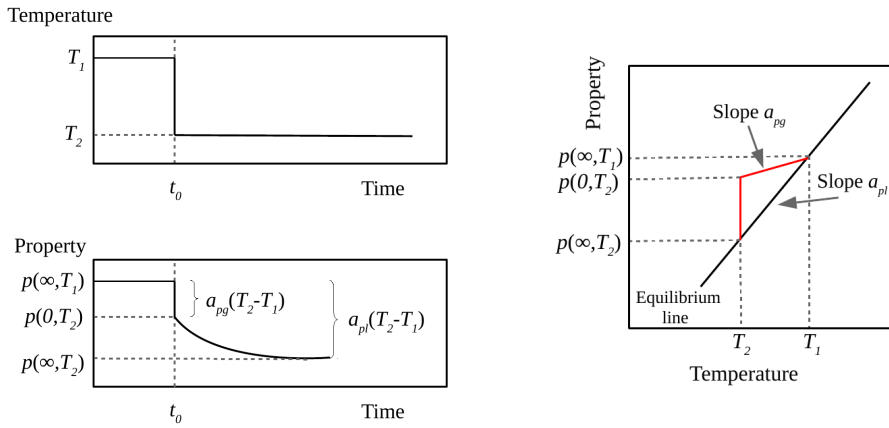 Temperature
T₁
T₂
t₀
Time
Property
p(∞,T₁)
p(0,T₂)
p(∞,T₂)
aₚg(T₂-T₁)
aₚₗ(T₂-T₁)
t₀
Time
Property
p(∞,T₁)
p(0,T₂)
p(∞,T₂)
Slope aₚg
Slope aₚₗ
Equilibrium
line
T₂
T₁
Temperature